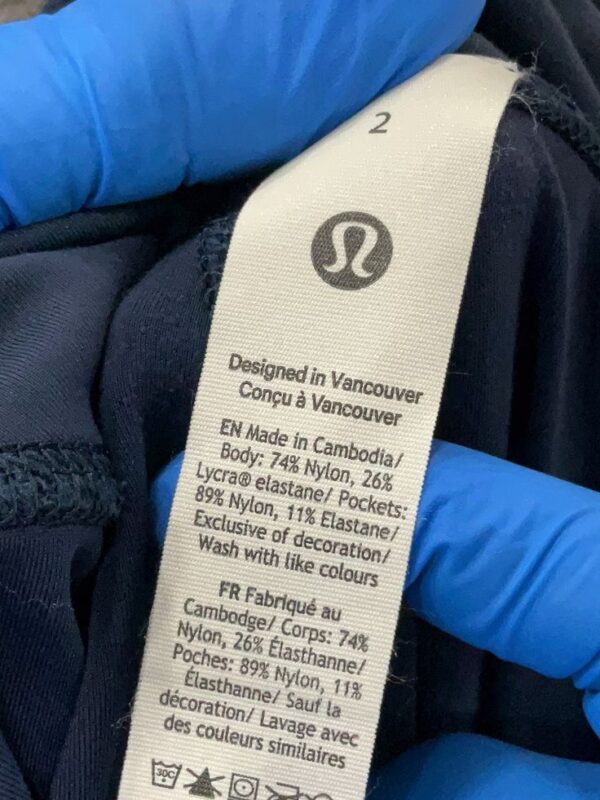 2
Designed in Vancouver
Conçu à Vancouver
EN Made in Cambodia/
Body: 74% Nylon, 26%
Lycra® elastane/ Pockets:
89% Nylon, 11% Elastane/
Exclusive of decoration/
Wash with like colours
FR Fabriqué au
Cambodge/ Corps: 74%
Nylon, 26% Élasthanne/
Poches: 89% Nylon, 11%
Élasthanne/ Sauf la
décoration/ Lavage avec
des couleurs similaires
30C